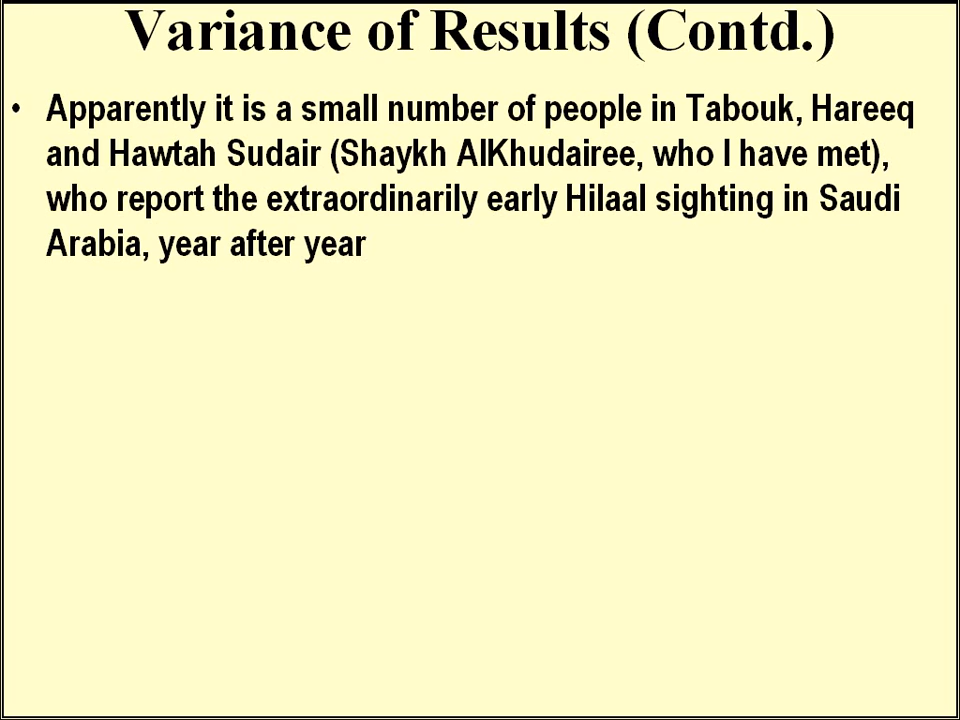 Variance of Results (Contd.)
• Apparently it is a small number of people in Tabouk, Hareeq
and Hawtah Sudair (Shaykh AlKhudairee, who I have met),
who report the extraordinarily early Hilaal sighting in Saudi
Arabia, year after year